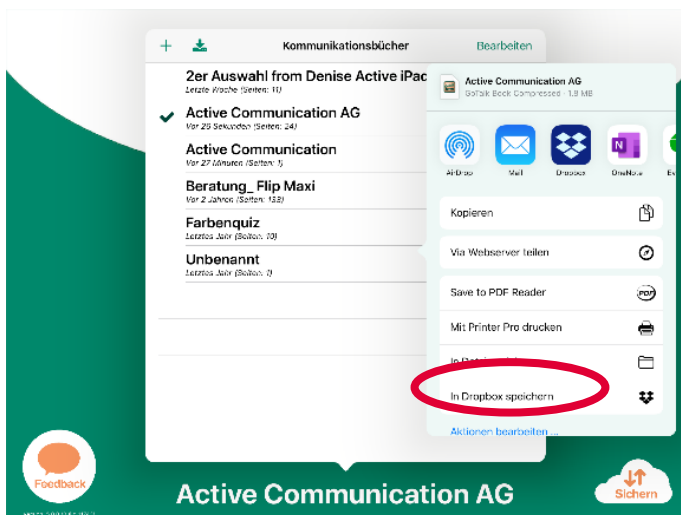 Kommunikationsbücher
Bearbeiten
2er Auswahl from Denise Active iPad
Letzte Woche (Seiten: 11)
Active Communication AG
Vor 26 Sekunden (Seiten: 24)
Active Communication
Vor 27 Minuten (Seiten: 1)
Beratung_ Flip Maxi
Vor 2 Jahren (Seiten: 133)
Farbenquiz
Letztes Jahr (Seiten: 10)
Unbenannt
Letztes Jahr (Seiten: 1)
Active Communication AG
GoTalk Book Compressed · 1.8 MB
AirDrop
Mail
Dropbox
OneNote
Kopieren
Via Webserver teilen
Save to PDF Reader
PDF
Mit Printer Pro drucken
In Dropbox speichern
Aktionen bearbeiten ...
Feedback
Active Communication AG
Sichern